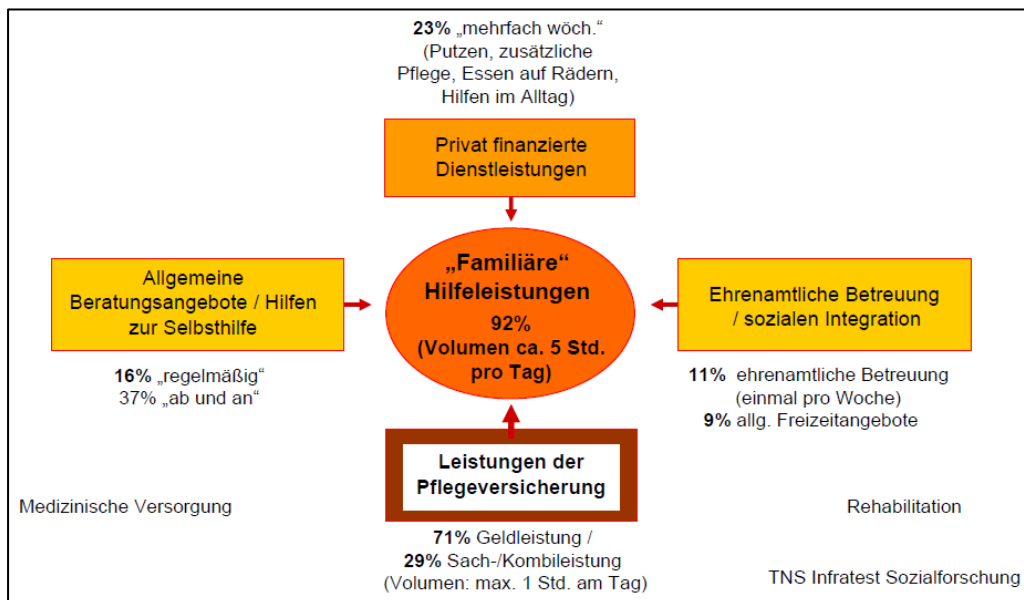 23% „mehrfach wöch.“
(Putzen, zusätzliche
Pflege, Essen auf Rädern,
Hilfen im Alltag)
Privat finanzierte
Dienstleistungen
Allgemeine
Beratungsangebote / Hilfen
zur Selbsthilfe
16% „regelmäßig“
37% „ab und an“
„Familiäre“
Hilfeleistungen
92%
(Volumen ca. 5 Std.
pro Tag)
Ehrenamtliche Betreuung
/ sozialen Integration
11% ehrenamtliche Betreuung
(einmal pro Woche)
9% allg. Freizeitangebote
Leistungen der
Pflegeversicherung
71% Geldleistung /
29% Sach-/Kombileistung
(Volumen: max. 1 Std. am Tag)
Medizinische Versorgung
Rehabilitation
TNS Infratest Sozialforschung